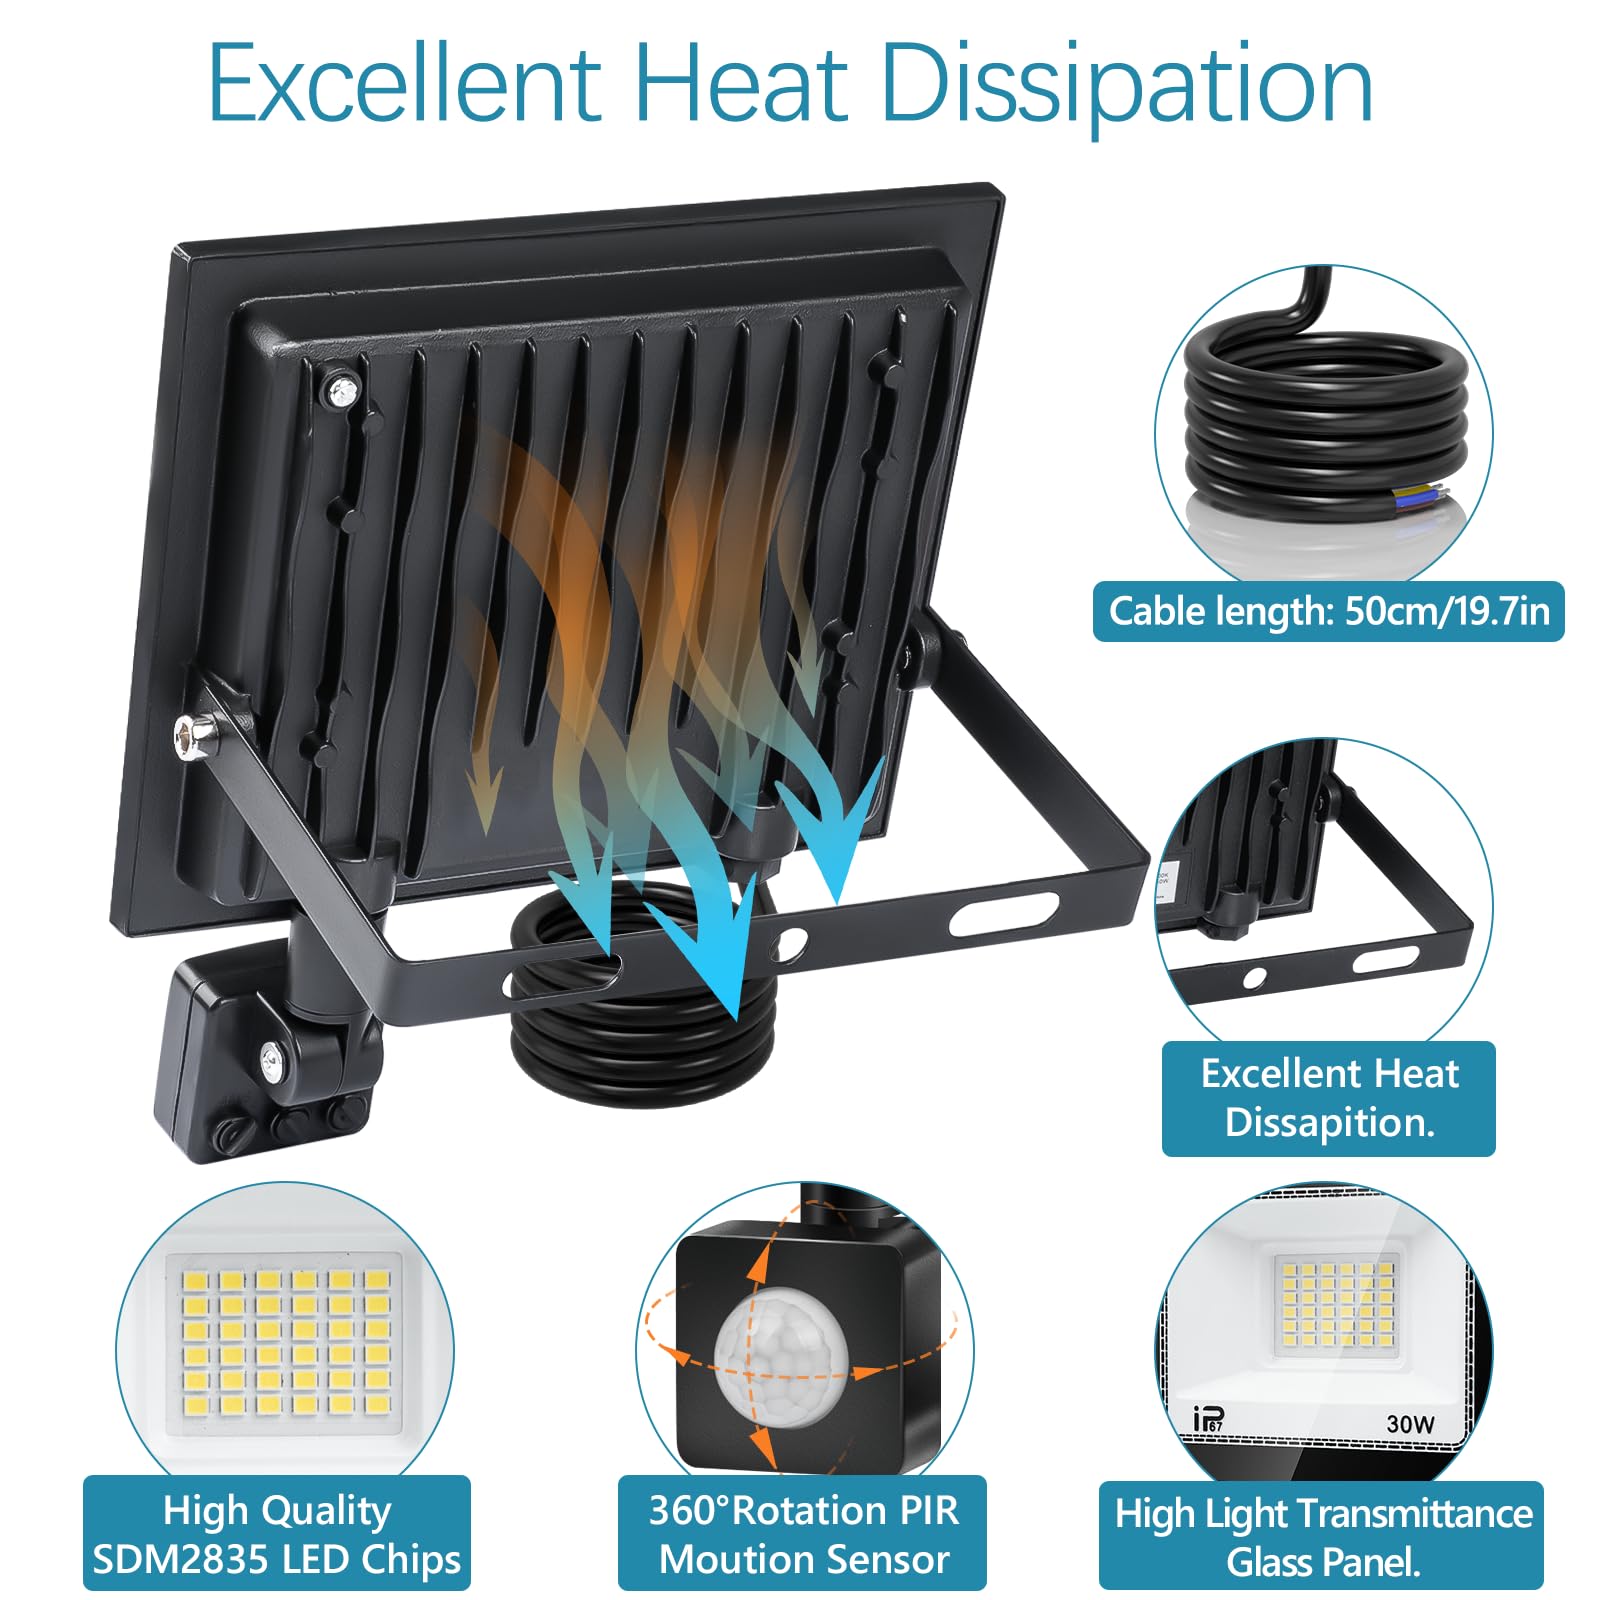 Excellent Heat Dissipation
Cable length: 50cm/19.7in
Excellent Heat
Dissapition.
High Quality
SDM2835 LED Chips
360°Rotation PIR
Moution Sensor
iP67
30W
High Light Transmittance
Glass Panel.